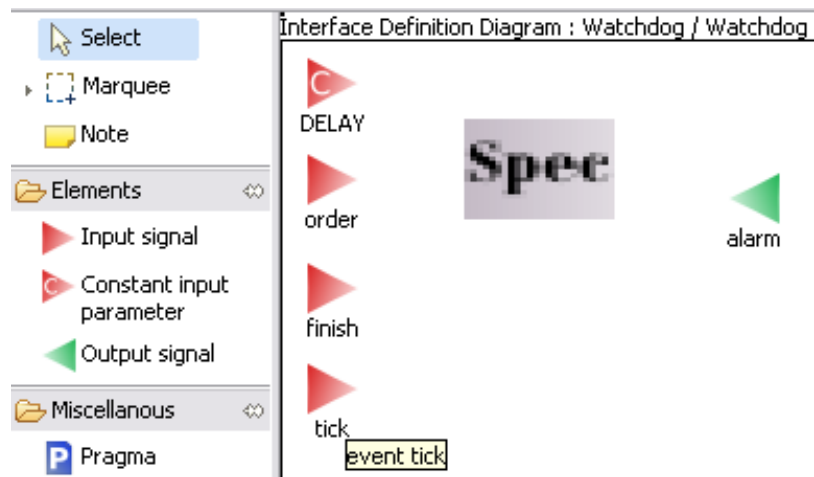 Select
Marquee
Note
Elements
Input signal
Constant input
parameter
Output signal
Miscellanous
Pragma
Interface Definition Diagram : Watchdog / Watchdog
C
DELAY
order
finish
tick
event tick
Spec
alarm
C
P